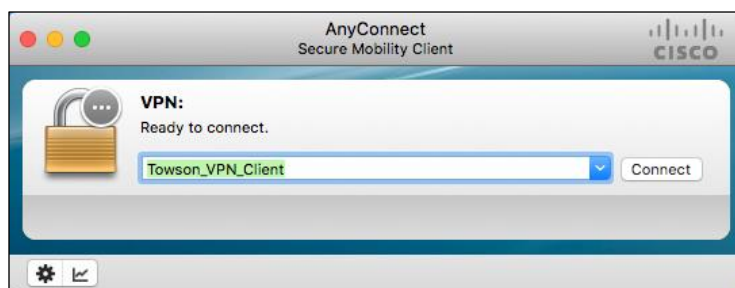 AnyConnect
Secure Mobility Client
CISCO
VPN:
Ready to connect.
Towson_VPN_Client
Connect